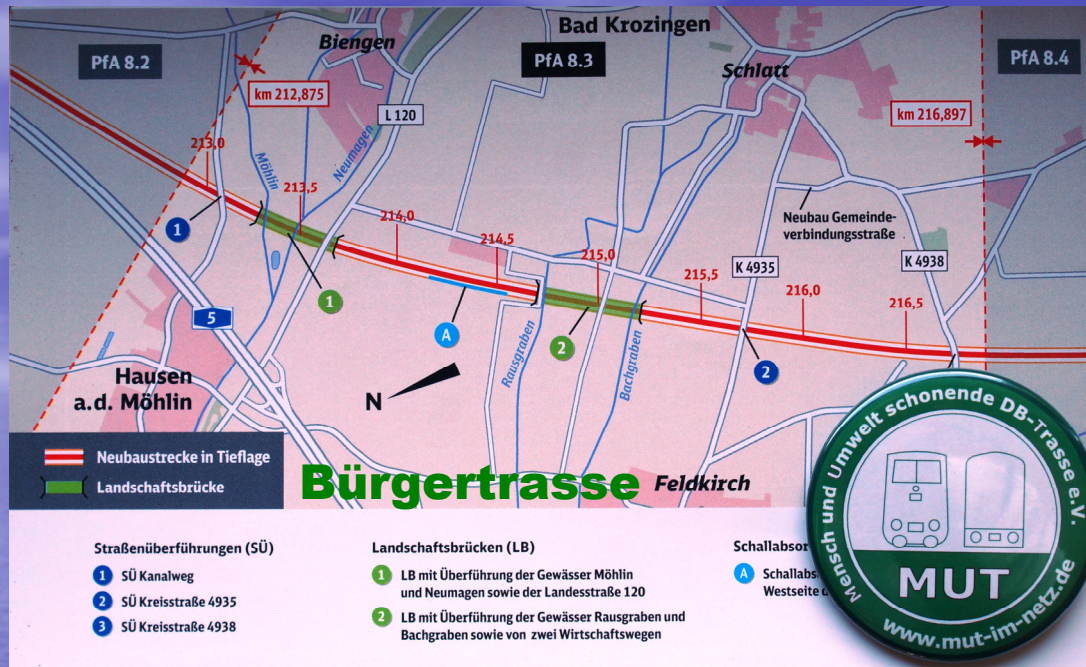 PfA 8.2
Biengen
Bad Krozingen
PfA 8.3
Schlatt
PfA 8.4
km 212,875
L 120
km 216,897
213,0
Möhlin
Neumagen
213,5
214,0
Neubau Gemeinde-
verbindungsstraße
1
214,5
215,0
K 4935
K 4938
215,5
216,0
216,5
1
5
A
Rausgraben
2
Bachgraben
2
Hausen
a.d. Möhlin
N
Neubaustrecke in Tieflage
Landschaftsbrücke
Bürgertrasse
Feldkirch
Straßenüberführungen (SÜ)
1 SÜ Kanalweg
2 SÜ Kreisstraße 4935
3 SÜ Kreisstraße 4938
Landschaftsbrücken (LB)
1 LB mit Überführung der Gewässer Möhlin
und Neumagen sowie der Landesstraße 120
2 LB mit Überführung der Gewässer Rausgraben und
Bachgraben sowie von zwei Wirtschaftswegen
A
Westseite
Mensch und Umwelt schonende DB-Trasse e.V.
MUT
www.mut-im-netz.de